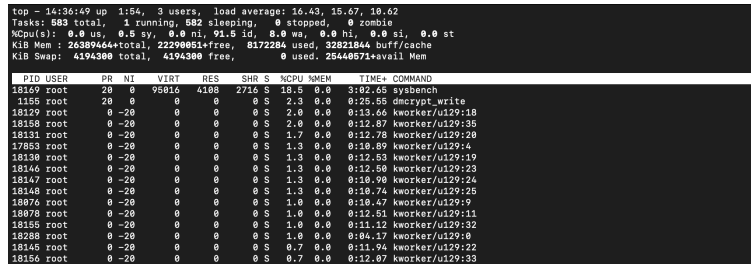 top - 14:36:49 up  1:54,  3 users,  load average: 16.43, 15.67, 10.62
Tasks: 583 total,   1 running, 582 sleeping,   0 stopped,   0 zombie
%Cpu(s):  0.0 us,  0.5 sy,  0.0 ni, 91.5 id,  8.0 wa,  0.0 hi,  0.0 si,  0.0 st
KiB Mem : 26389464+total, 22290051+free,  8172284 used, 32821844 buff/cache
KiB Swap:  4194300 total,  4194300 free,        0 used. 25440571+avail Mem
PID USER      PR  NI    VIRT    RES    SHR S  %CPU %MEM     TIME+ COMMAND
18169 root      20   0   95016   4108   2716 S  18.5  0.0   3:02.65 sysbench
1155 root      20   0       0      0      0 S   2.3  0.0   0:25.55 dmcrypt_write
18129 root       0 -20       0      0      0 S   2.0  0.0   0:13.66 kworker/u129:18
18158 root       0 -20       0      0      0 S   2.0  0.0   0:12.87 kworker/u129:35
18131 root       0 -20       0      0      0 S   1.7  0.0   0:12.78 kworker/u129:20
17853 root       0 -20       0      0      0 S   1.3  0.0   0:10.89 kworker/u129:4
18130 root       0 -20       0      0      0 S   1.3  0.0   0:12.53 kworker/u129:19
18146 root       0 -20       0      0      0 S   1.3  0.0   0:12.50 kworker/u129:23
18147 root       0 -20       0      0      0 S   1.3  0.0   0:10.90 kworker/u129:24
18148 root       0 -20       0      0      0 S   1.3  0.0   0:10.74 kworker/u129:25
18076 root       0 -20       0      0      0 S   1.0  0.0   0:10.47 kworker/u129:9
18078 root       0 -20       0      0      0 S   1.0  0.0   0:12.51 kworker/u129:11
18155 root       0 -20       0      0      0 S   1.0  0.0   0:11.12 kworker/u129:32
18288 root       0 -20       0      0      0 S   1.0  0.0   0:04.17 kworker/u129:0
18145 root       0 -20       0      0      0 S   0.7  0.0   0:11.94 kworker/u129:22
18156 root       0 -20       0      0      0 S   0.7  0.0   0:12.07 kworker/u129:33